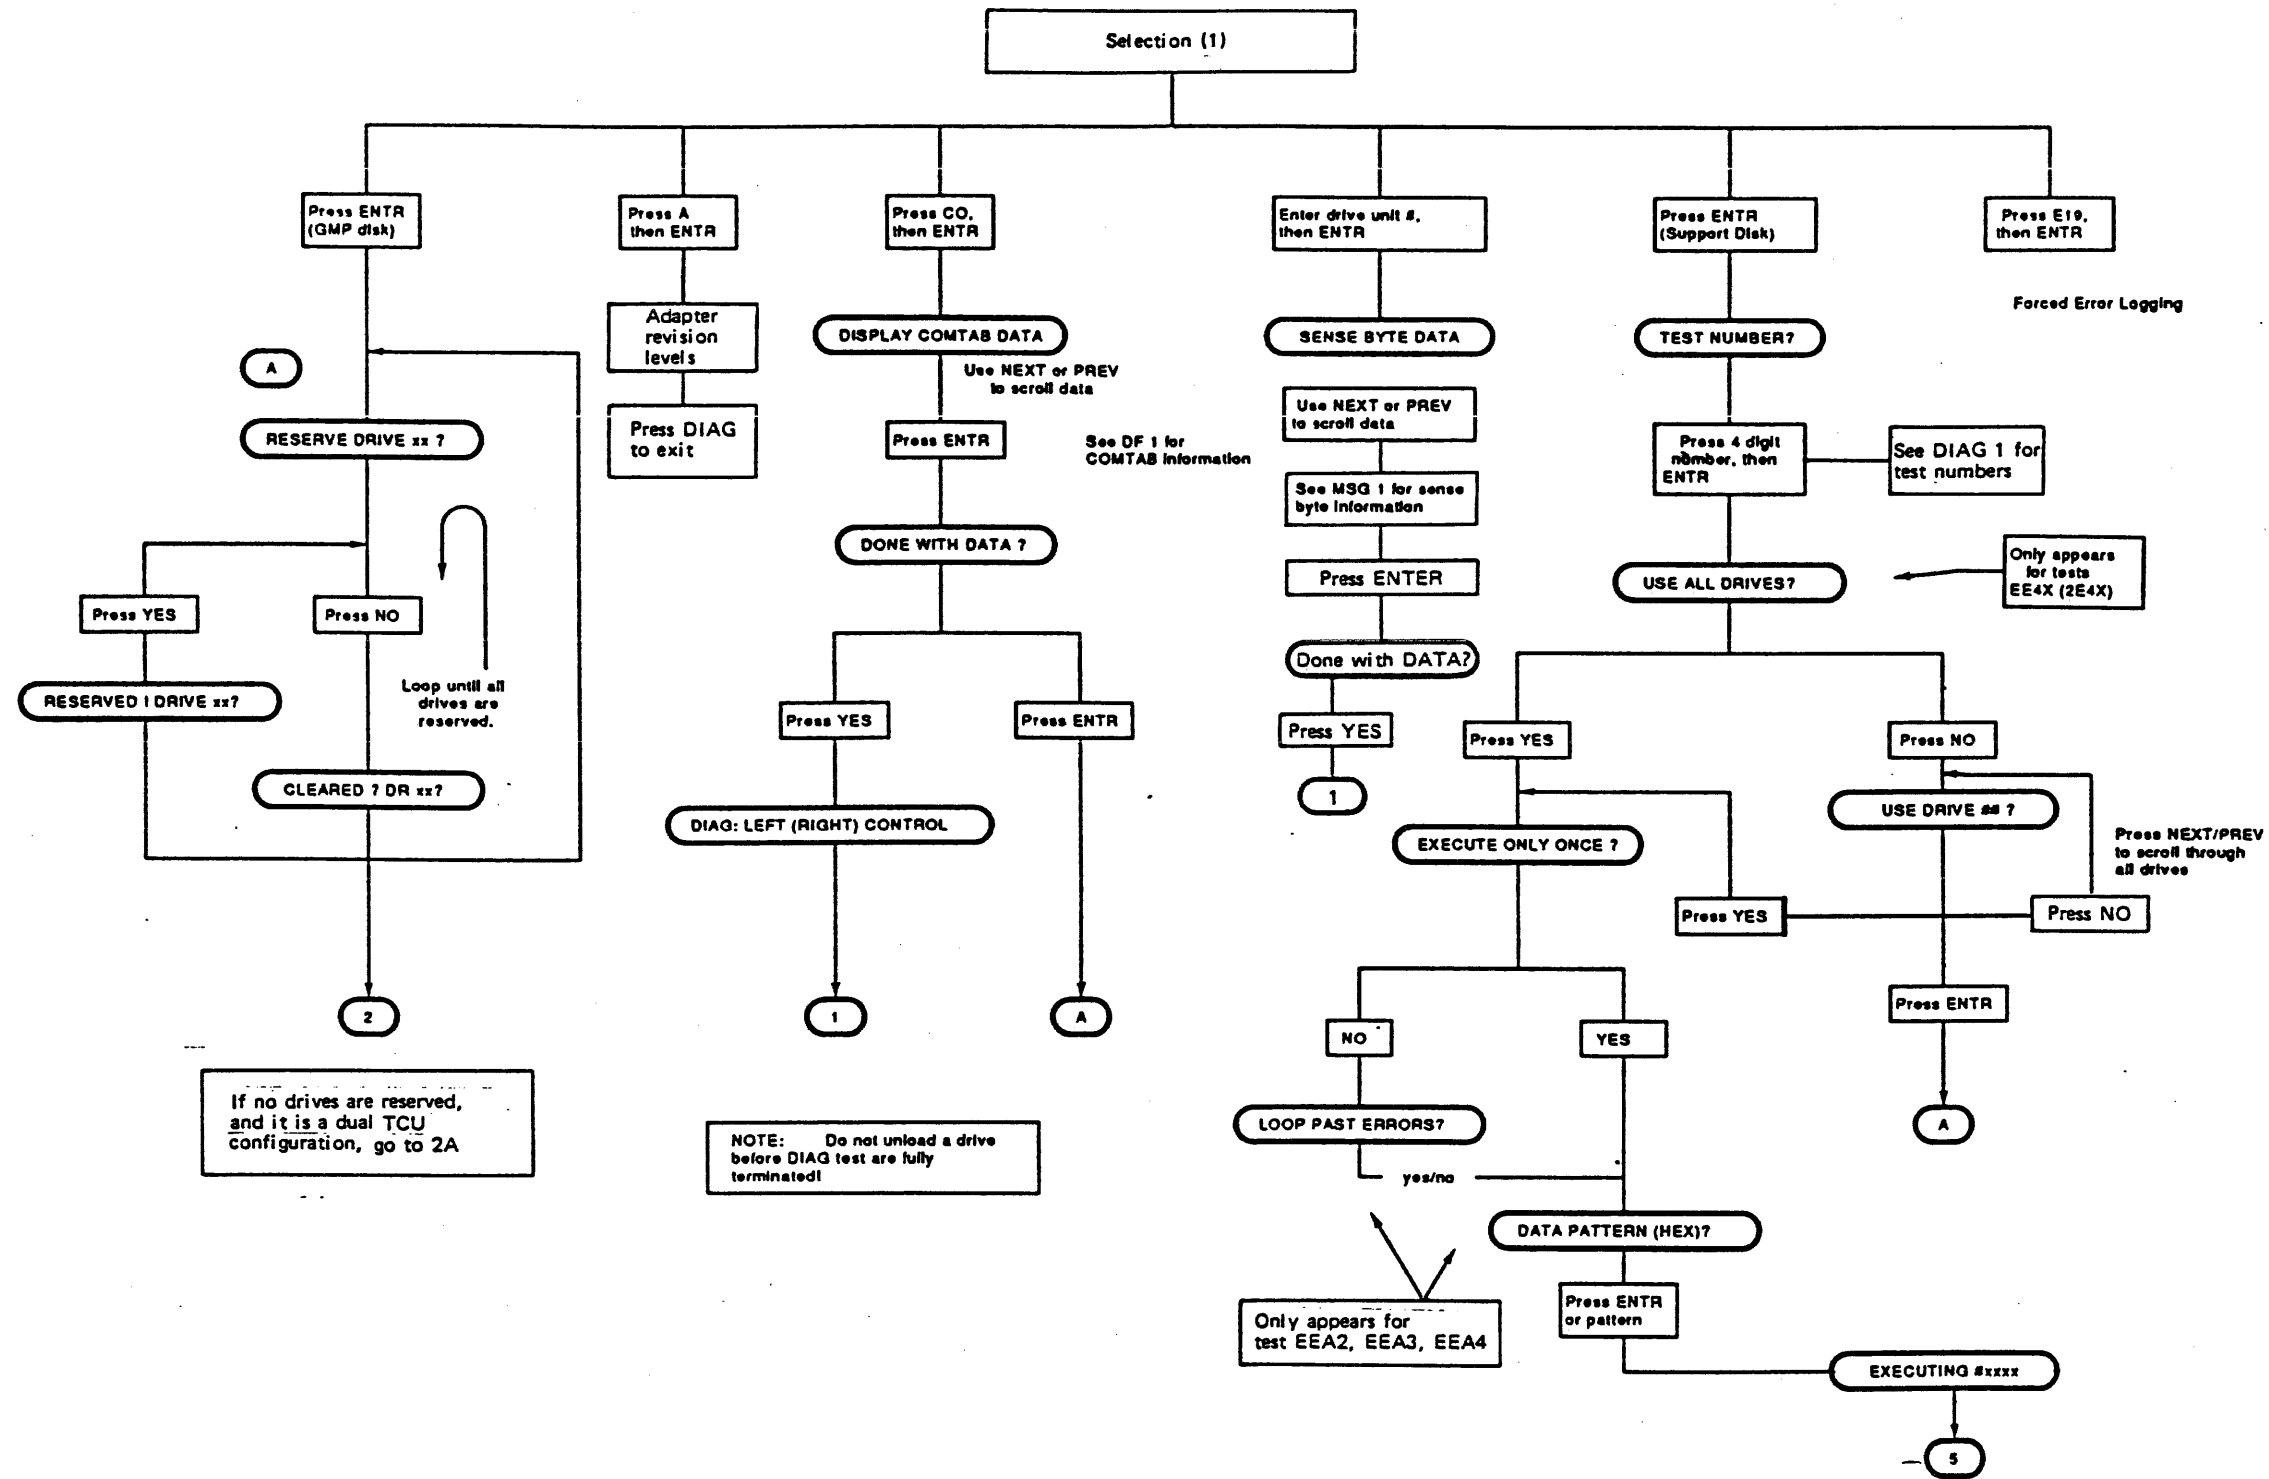 Selection (1)
Press ENTR
(GMP disk)
A
RESERVE DRIVE xx ?
Press YES
Press NO
RESERVED ! DRIVE xx?
Loop until all
drives are
reserved.
CLEARED ? DR xx?
2
If no drives are reserved,
and it is a dual TCU
configuration, go to 2A
Press A
then ENTR
Adapter
revision
levels
Press DIAG
to exit
Press CO,
then ENTR
DISPLAY COMTAB DATA
Use NEXT or PREV
to scroll data
Press ENTR
See DF 1 for
COMTAB information
DONE WITH DATA ?
Press YES
Press ENTR
DIAG: LEFT (RIGHT) CONTROL
1
A
NOTE: Do not unload a drive
before DIAG test are fully
terminated!
Enter drive unit #,
then ENTR
SENSE BYTE DATA
Use NEXT or PREV
to scroll data
See MSG 1 for sense
byte information
Press ENTER
Done with DATA?
Press YES
1
Press ENTR
(Support Disk)
TEST NUMBER?
Press 4 digit
number, then
ENTR
See DIAG 1 for
test numbers
USE ALL DRIVES?
Only appears
for tests
EE4X (2E4X)
Press YES
Press NO
EXECUTE ONLY ONCE ?
USE DRIVE ## ?
Press NEXT/PREV
to scroll through
all drives
Press YES
Press NO
Press ENTR
A
NO
YES
LOOP PAST ERRORS?
yes/no
DATA PATTERN (HEX)?
Only appears for
test EEA2, EEA3, EEA4
Press ENTR
or pattern
EXECUTING #xxxx
5
Press E19,
then ENTR
Forced Error Logging